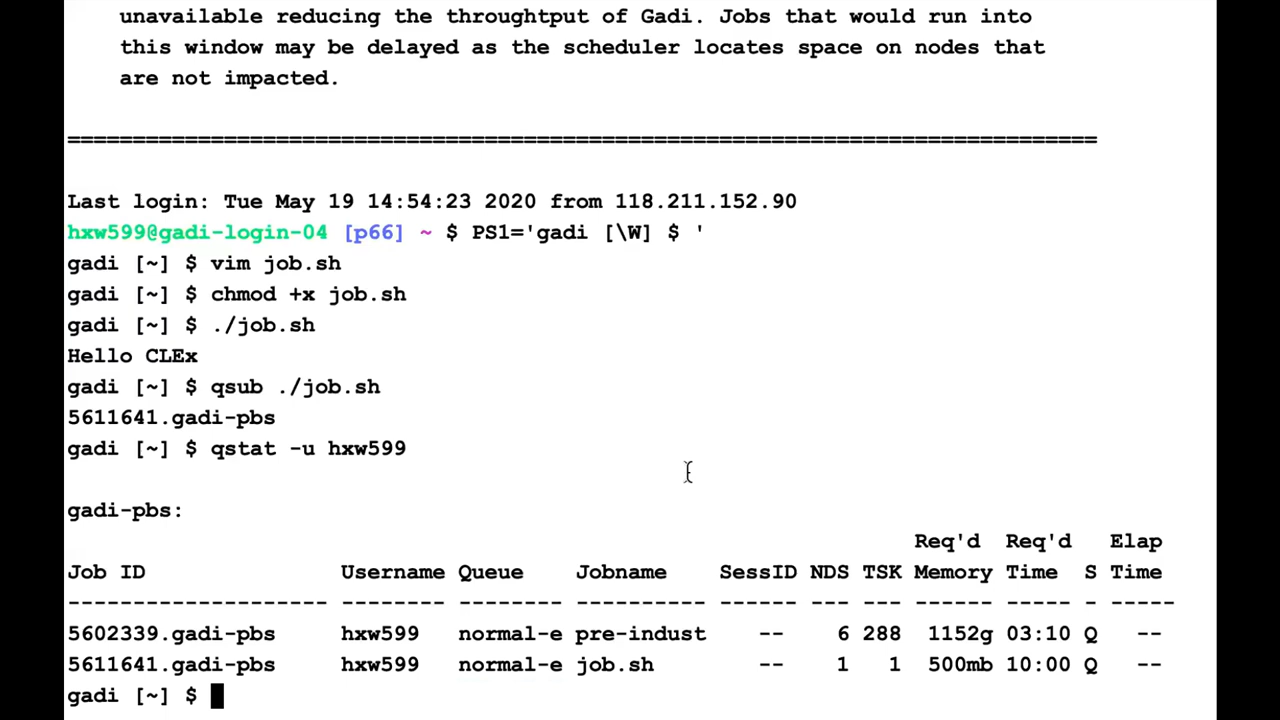 unavailable reducing the throughtput of Gadi. Jobs that would run into
this window may be delayed as the scheduler locates space on nodes that
are not impacted.
===============================================================================
Last login: Tue May 19 14:54:23 2020 from 118.211.152.90
hxw599@gadi-login-04 [p66] ~ $ PS1='gadi [\W] $ '
gadi [~] $ vim job.sh
gadi [~] $ chmod +x job.sh
gadi [~] $ ./job.sh
Hello CLEx
gadi [~] $ qsub ./job.sh
5611641.gadi-pbs
gadi [~] $ qstat -u hxw599
gadi-pbs:
Req'd Req'd Elap
Job ID Username Queue Jobname SessID NDS TSK Memory Time S Time
-------------------- -------- -------- ---------- ------ --- --- ------ ----- - -----
5602339.gadi-pbs hxw599 normal-e pre-indust -- 6 288 1152g 03:10 Q --
5611641.gadi-pbs hxw599 normal-e job.sh -- 1 1 500mb 10:00 Q --
gadi [~] $